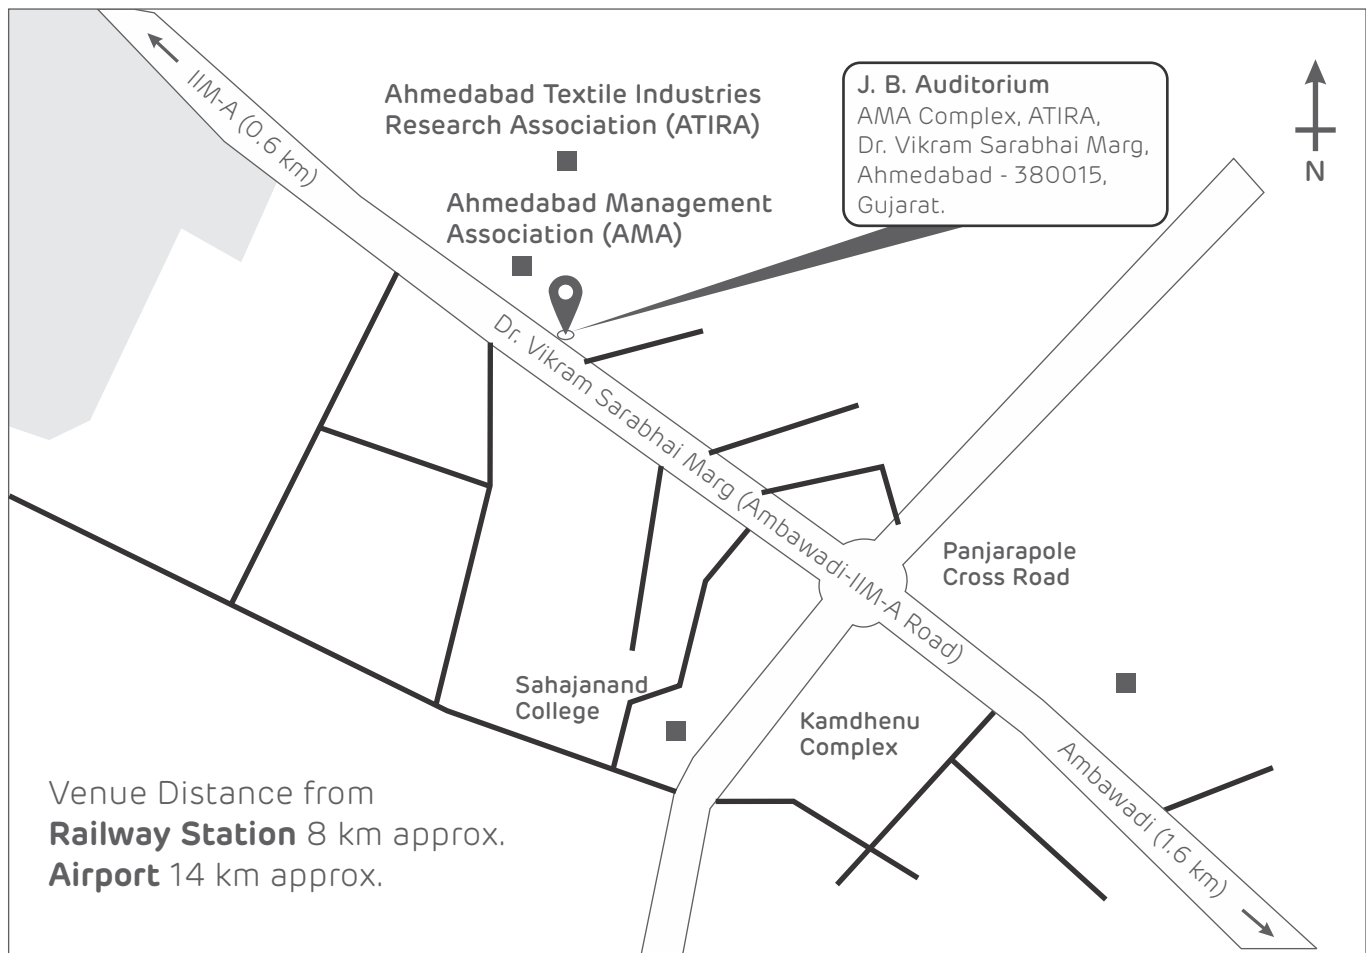 IIM-A (0.6 km)
Ahmedabad Textile Industries
Research Association (ATIRA)
Ahmedabad Management
Association (AMA)
J. B. Auditorium
AMA Complex, ATIRA,
Dr. Vikram Sarabhai Marg,
Ahmedabad - 380015,
Gujarat.
N
Dr. Vikram Sarabhai Marg (Ambawadi-IIM-A Road)
Panjarapole
Cross Road
Sahajanand
College
Kamdhenu
Complex
Ambawadi (1.6 km)
Venue Distance from
Railway Station 8 km approx.
Airport 14 km approx.